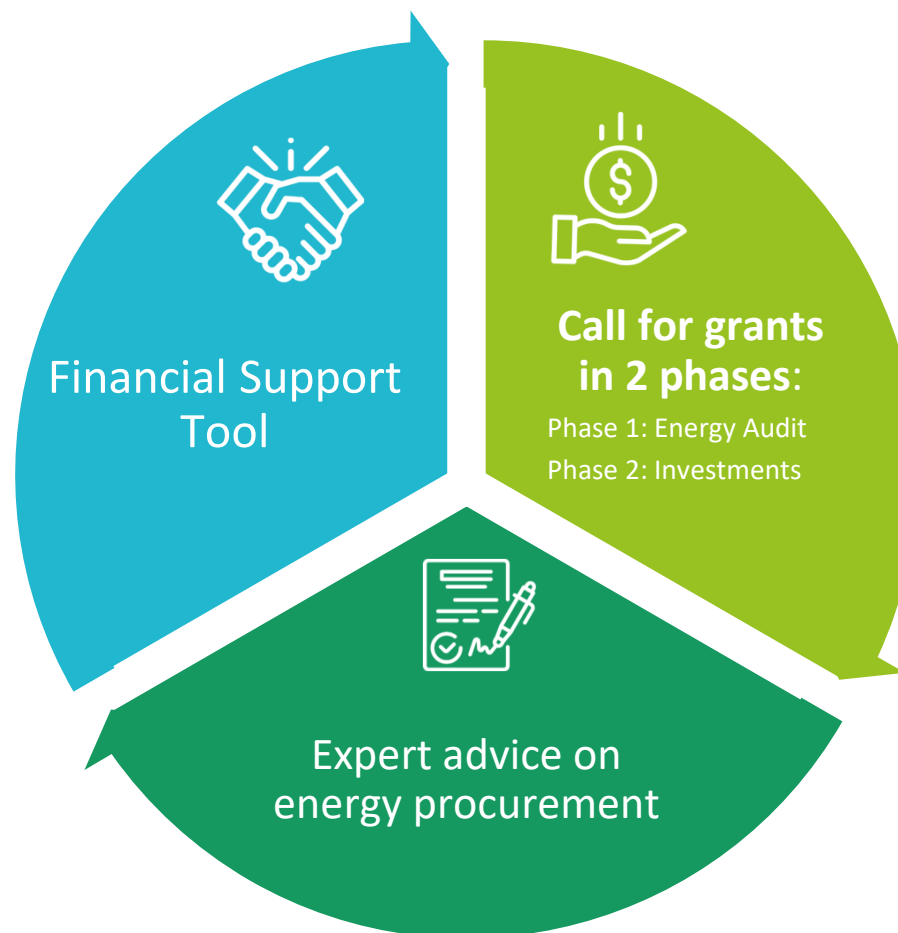 Financial Support
Tool
Call for grants
in 2 phases:
Phase 1: Energy Audit
Phase 2: Investments
Expert advice on
energy procurement